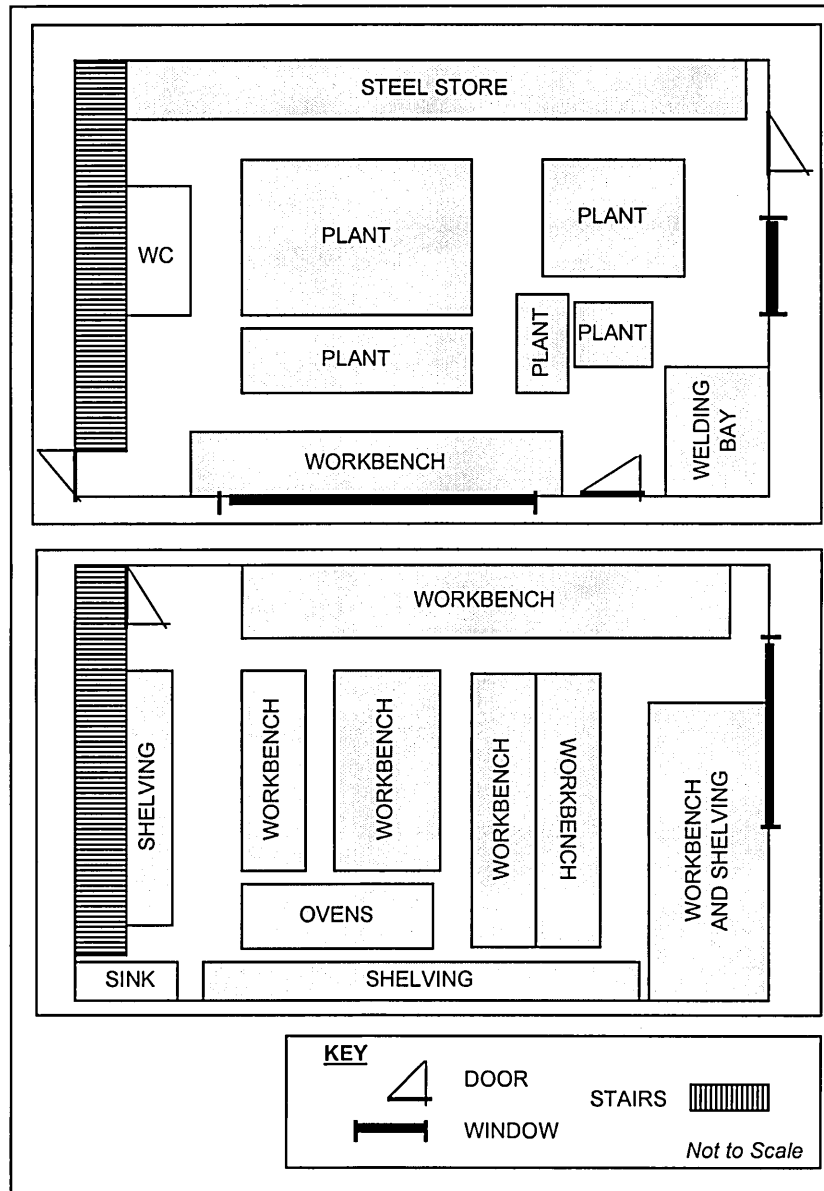 STEEL STORE
PLANT
PLANT
WC
PLANT
PLANT
PLANT
WELDING
BAY
WORKBENCH
WORKBENCH
SHELVING
WORKBENCH
WORKBENCH
WORKBENCH
WORKBENCH
WORKBENCH
AND SHELVING
OVENS
SINK
SHELVING
KEY
DOOR
STAIRS
WINDOW
Not to Scale